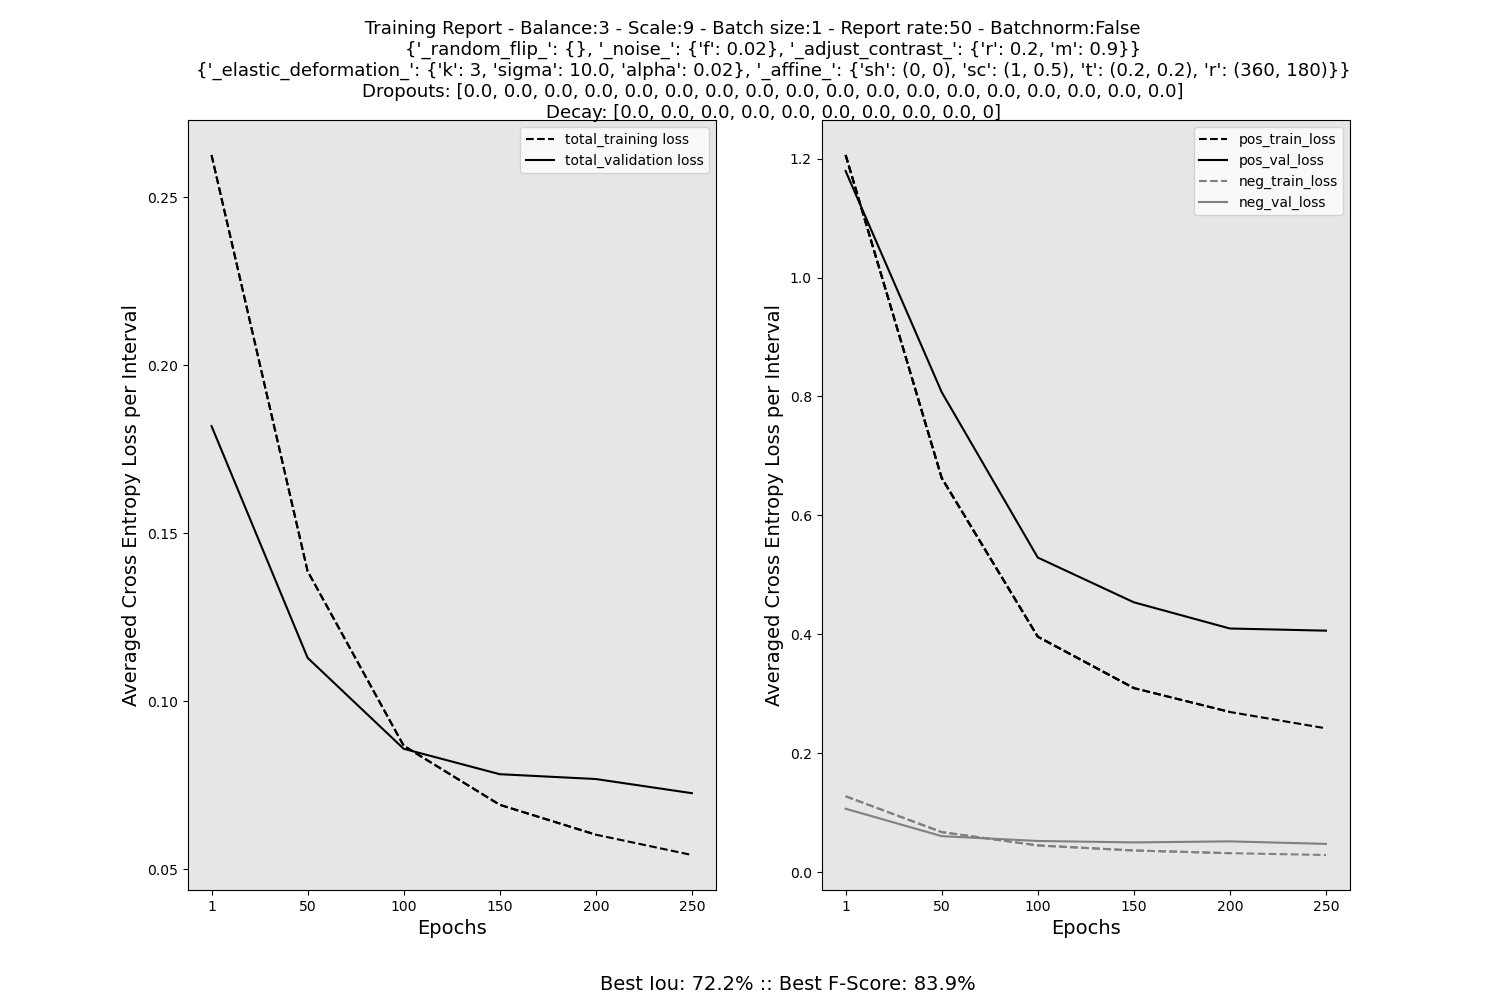 Training Report - Balance:3 - Scale:9 - Batch size:1 - Report rate:50 - Batchnorm:False
{'_random_flip_': {}, '_noise_': {'f': 0.02}, '_adjust_contrast_': {'r': 0.2, 'm': 0.9}}
{'_elastic_deformation_': {'k': 3, 'sigma': 10.0, 'alpha': 0.02}, '_affine_': {'sh': (0, 0), 'sc': (1, 0.5), 't': (0.2, 0.2), 'r': (360, 180)}}
Dropouts: [0.0, 0.0, 0.0, 0.0, 0.0, 0.0, 0.0, 0.0, 0.0, 0.0, 0.0, 0.0, 0.0, 0.0, 0.0, 0.0, 0.0, 0.0]
Decay: [0.0, 0.0, 0.0, 0.0, 0.0, 0.0, 0.0, 0.0, 0.0, 0]
total_training loss
total_validation loss
0.25
0.20
0.15
0.10
0.05
Averaged Cross Entropy Loss per Interval
1 50 100 150 200 250
Epochs
pos_train_loss
pos_val_loss
neg_train_loss
neg_val_loss
1.2
1.0
0.8
0.6
0.4
0.2
0.0
Averaged Cross Entropy Loss per Interval
1 50 100 150 200 250
Epochs
Best Iou: 72.2% :: Best F-Score: 83.9%